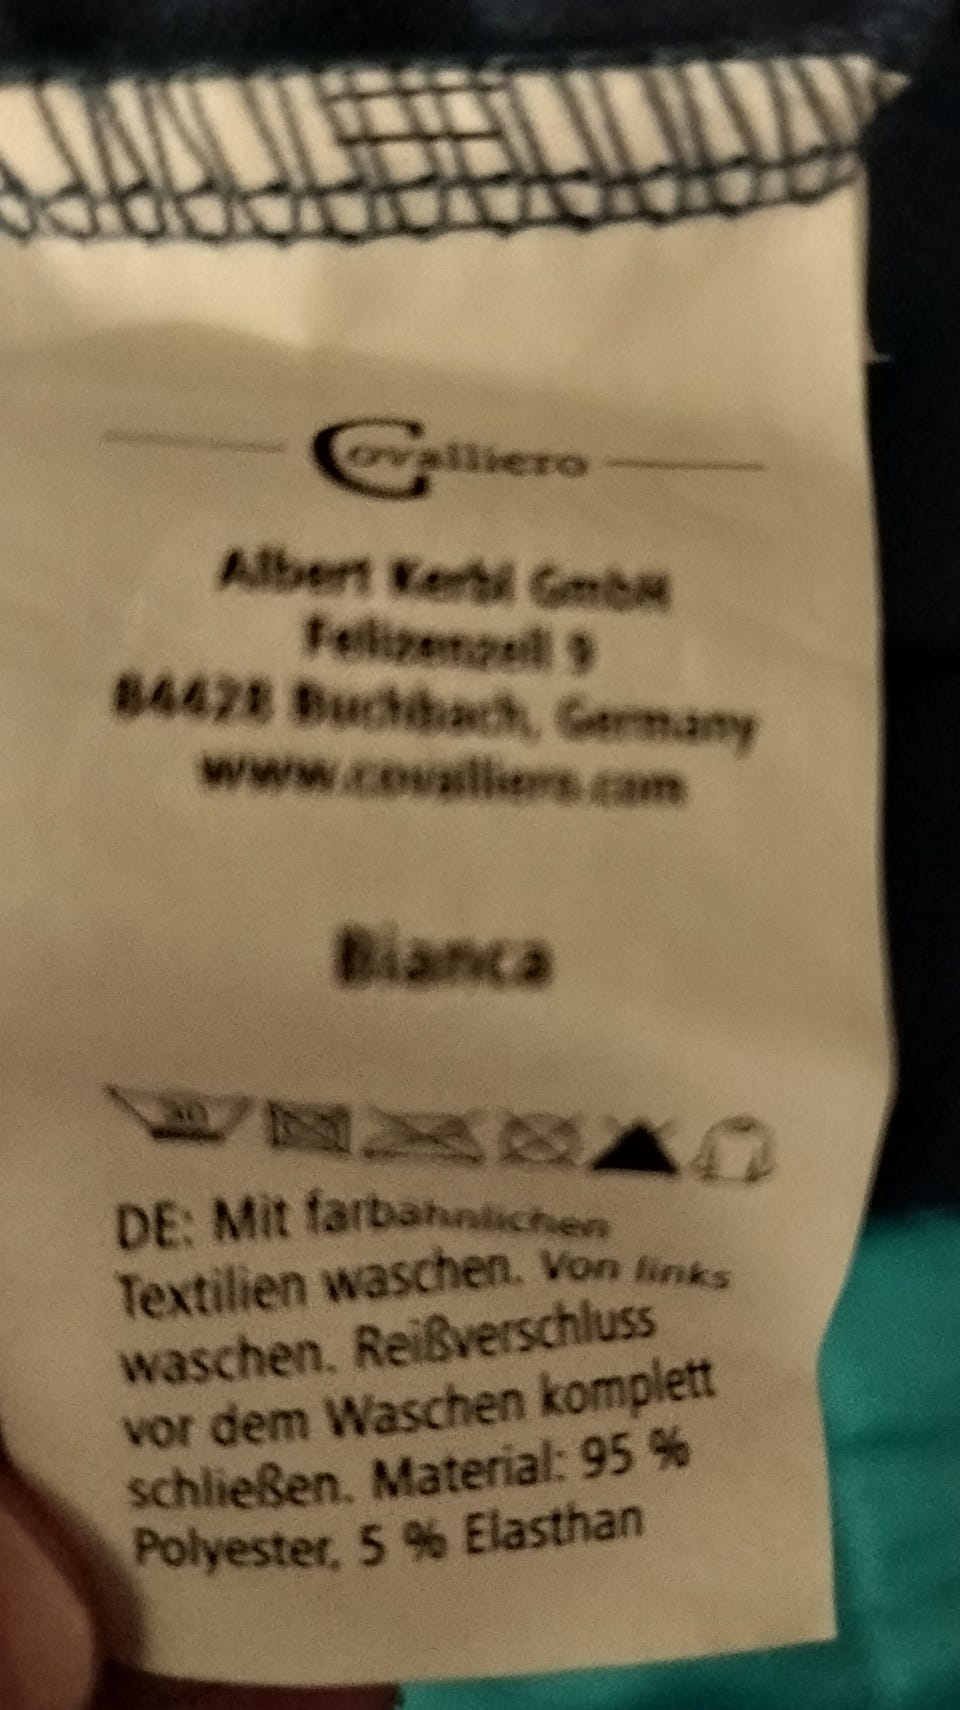 Covalliero
Albert Kerbl GmbH
Felizenzell 9
84428 Buchbach, Germany
www.covalliero.com
Bianca
30
DE: Mit farbähnlichen
Textilien waschen. Von links
waschen. Reißverschluss
vor dem Waschen komplett
schließen. Material: 95 %
Polyester, 5 % Elasthan